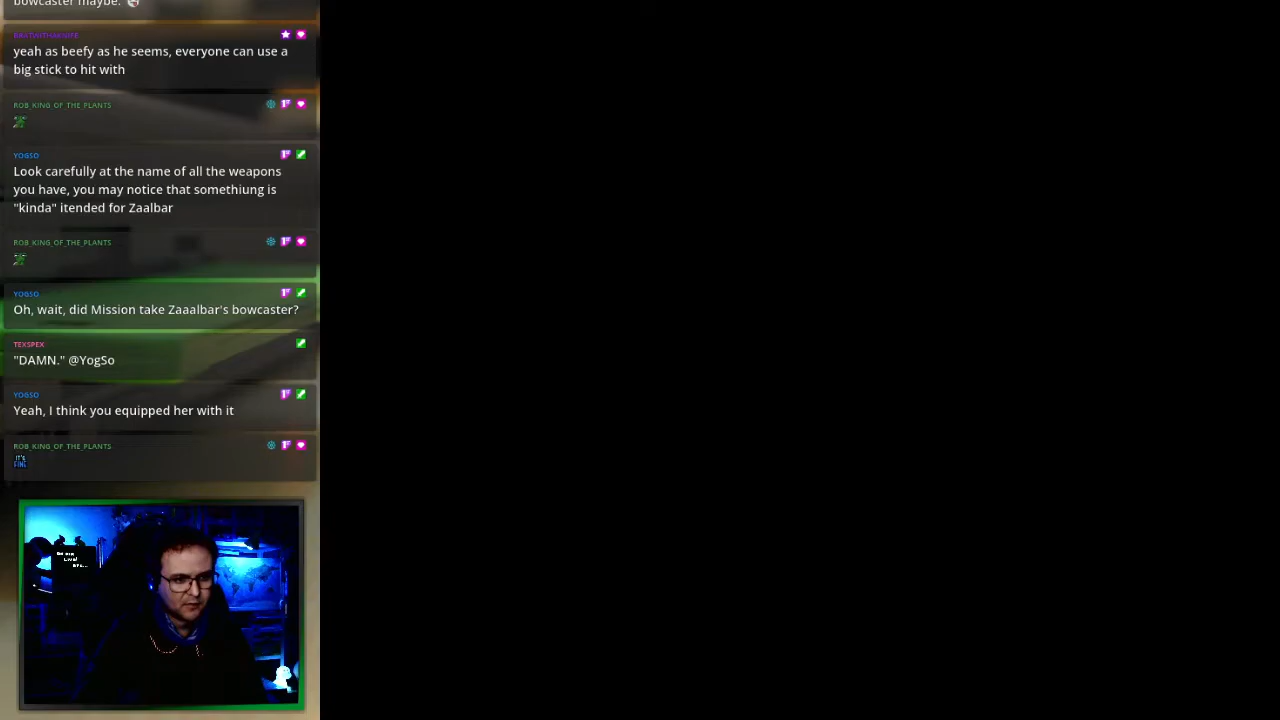 bowcaster maybe.
BRATWITHAKNIFE
yeah as beefy as he seems, everyone can use a
big stick to hit with
ROB_KING_OF_THE_PLANTS
YOGSO
Look carefully at the name of all the weapons
you have, you may notice that somethiung is
"kinda" itended for Zaalbar
ROB_KING_OF_THE_PLANTS
YOGSO
Oh, wait, did Mission take Zaaalbar's bowcaster?
TEXSPEX
"DAMN." @YogSo
YOGSO
Yeah, I think you equipped her with it
ROB_KING_OF_THE_PLANTS
IT'S
FINE